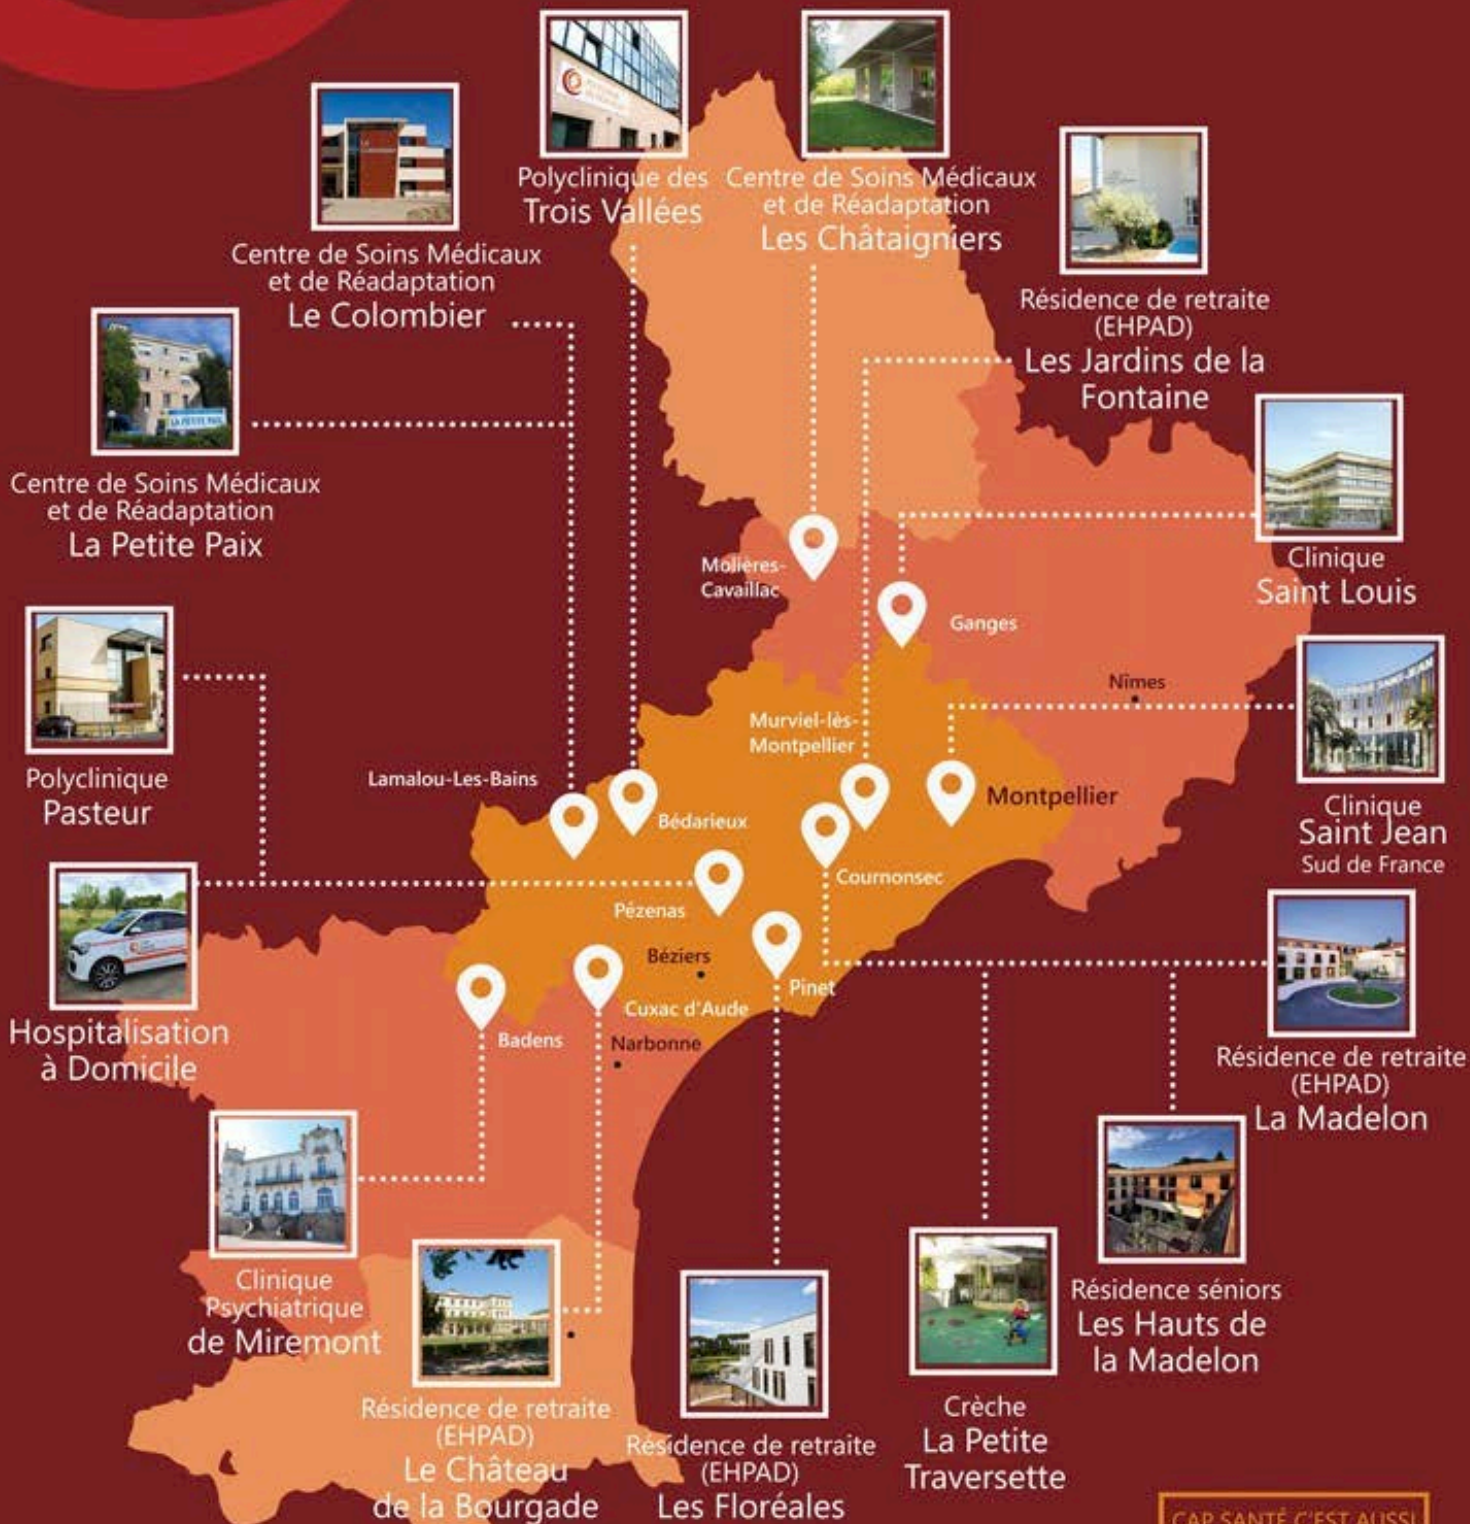 Polyclinique des
Trois Vallées
Centre de Soins Médicaux
et de Réadaptation
Les Châtaigniers
Centre de Soins Médicaux
et de Réadaptation
Le Colombier
Résidence de retraite
(EHPAD)
Les Jardins de la
Fontaine
LA PETITE PAIX
Centre de Soins Médicaux
et de Réadaptation
La Petite Paix
Clinique
Saint Louis
Molières-
Cavaillac
Ganges
Nîmes
Murviel-lès-
Montpellier
Montpellier
Polyclinique
Pasteur
Lamalou-Les-Bains
Bédarieux
Clinique
Saint Jean
Sud de France
Cournonsec
Pézenas
Béziers
Pinet
Cuxac d'Aude
Badens
Narbonne
Hospitalisation
à Domicile
Résidence de retraite
(EHPAD)
La Madelon
Clinique
Psychiatrique
de Miremont
Résidence séniors
Les Hauts de
la Madelon
Crèche
La Petite
Traversette
Résidence de retraite
(EHPAD)
Le Château
de la Bourgade
Résidence de retraite
(EHPAD)
Les Floréales
CAP SANTÉ C'EST AUSSI